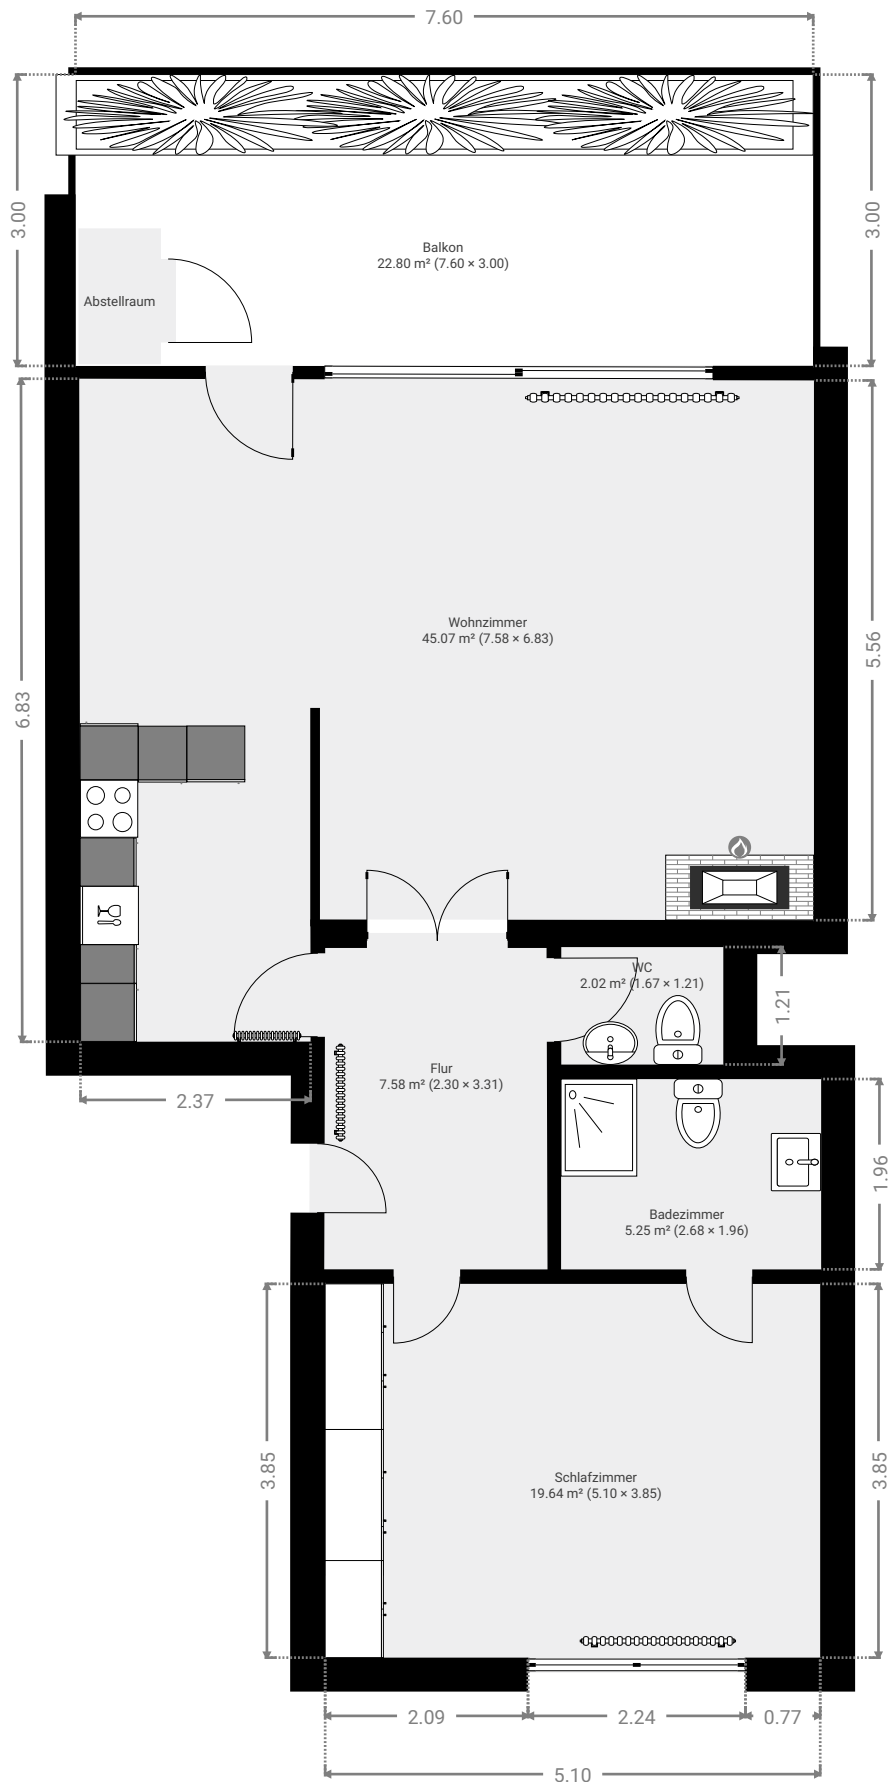 7.60
3.00
3.00
Balkon
22.80 m² (7.60 × 3.00)
Abstellraum
Wohnzimmer
45.07 m² (7.58 × 6.83)
5.56
6.83
WC
2.02 m² (1.67 × 1.21)
1.21
Flur
7.58 m² (2.30 × 3.31)
2.37
1.96
Badezimmer
5.25 m² (2.68 × 1.96)
3.85
3.85
Schlafzimmer
19.64 m² (5.10 × 3.85)
2.09
2.24
0.77
5.10